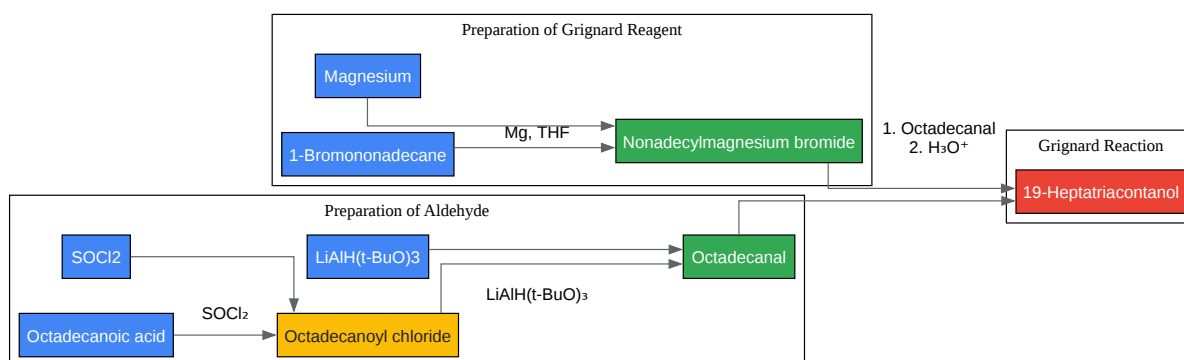 Preparation of Grignard Reagent
Magnesium
1-Bromononadecane
Mg, THF
Nonadecylmagnesium bromide
1. Octadecanal
2. H₃O⁺
Grignard Reaction
19-Heptatriacontanol
Preparation of Aldehyde
SOCl2
LiAlH(t-BuO)3
Octadecanal
SOCl₂
LiAlH(t-BuO)₃
Octadecanoic acid
Octadecanoyl chloride